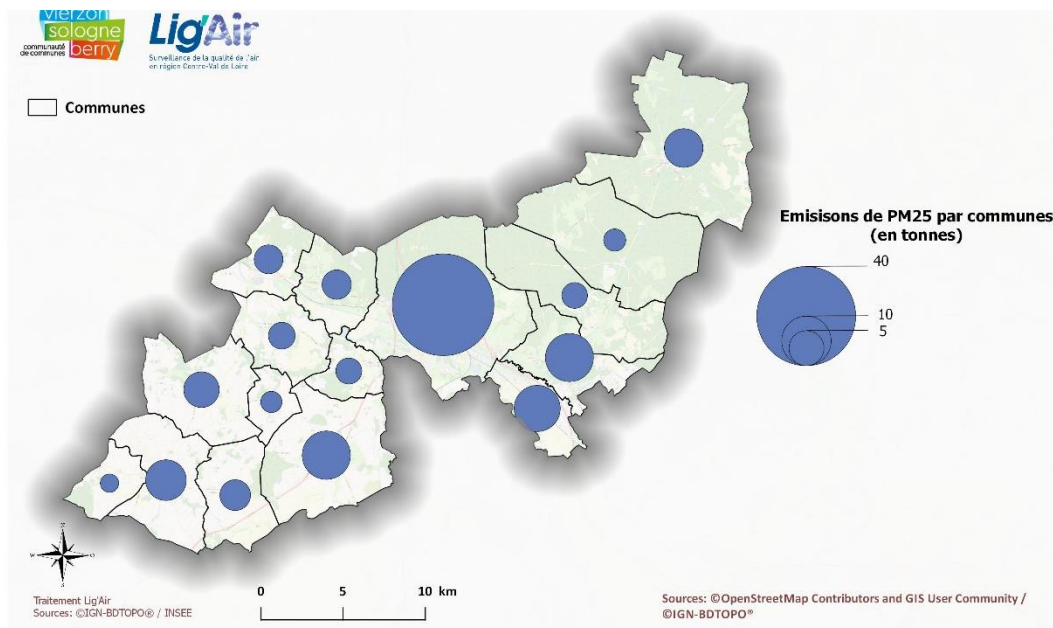 vierzon
sologne
berry
communauté
de communes
Lig'Air
Surveillance de la qualité de l'air
en région Centre-Val de Loire
Communes
Emisisons de PM25 par communes
(en tonnes)
40
10
5
N
W
O
S
0 5 10 km
Traitement Lig'Air
Sources: ©IGN-BDTOPO® / INSEE
Sources: ©OpenStreetMap Contributors and GIS User Community /
©IGN-BDTOPO®